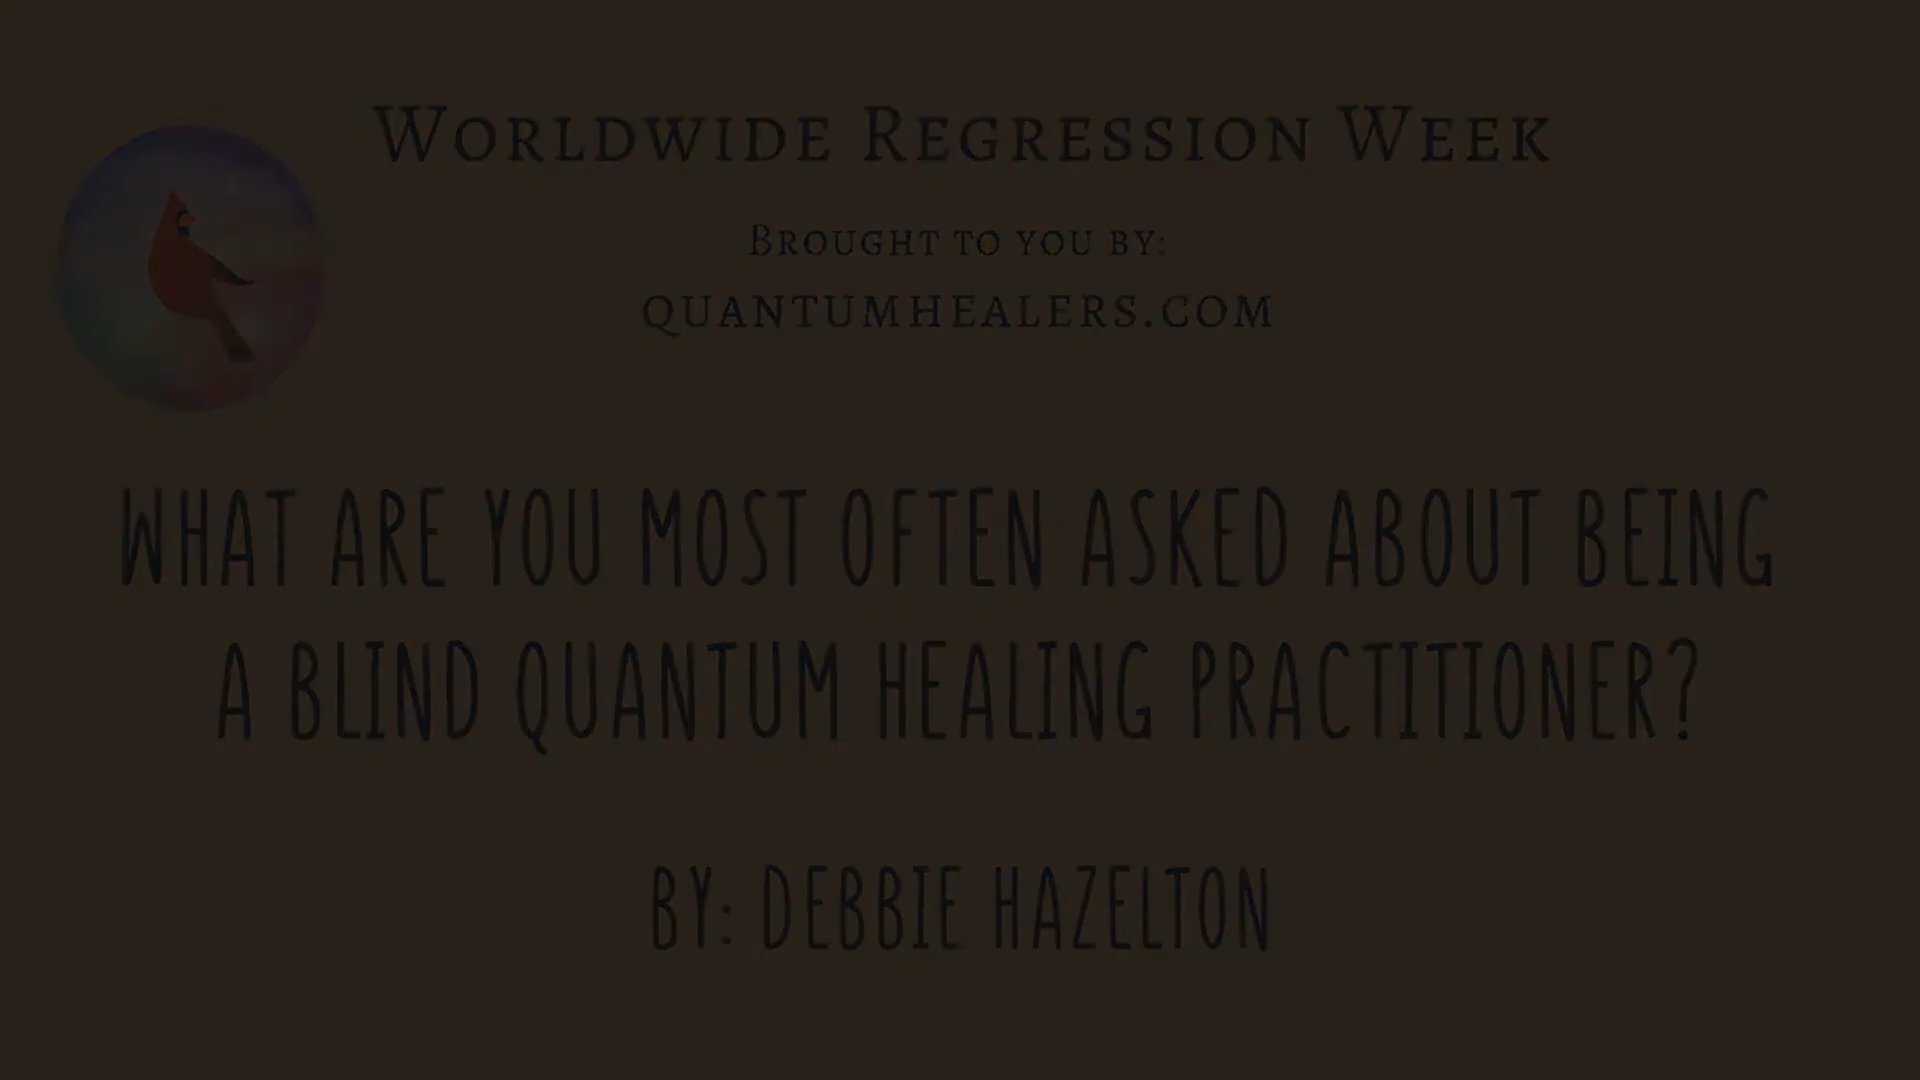 Worldwide Regression Week
Brought to you by:
quantumhealers.com
WHAT ARE YOU MOST OFTEN ASKED ABOUT BEING
A BLIND QUANTUM HEALING PRACTITIONER?
BY: DEBBIE HAZELTON